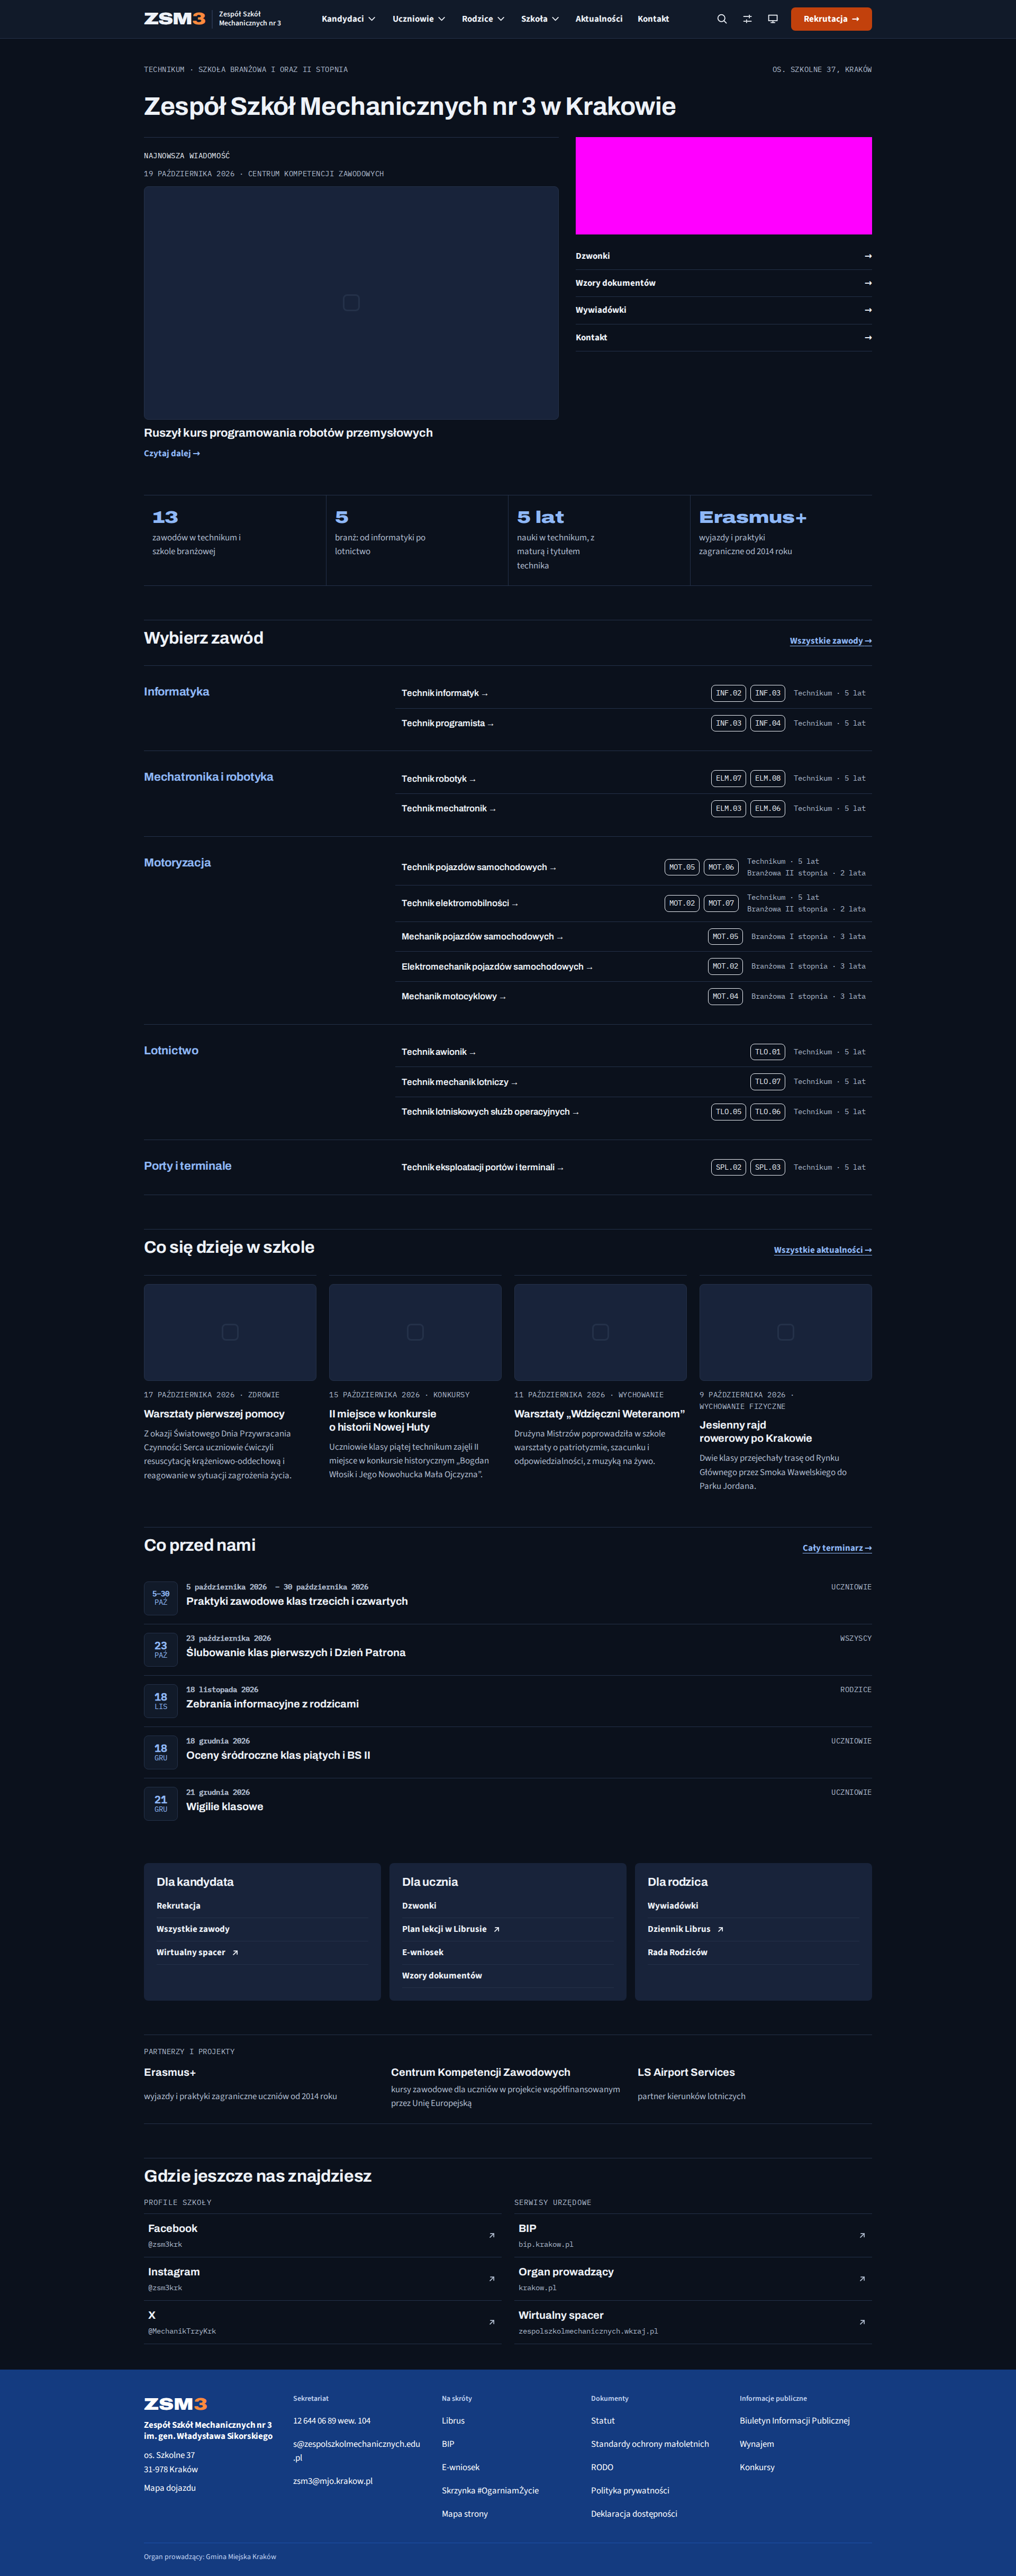 ZSM3
Zespół Szkół
Mechanicznych nr 3
Kandydaci
Uczniowie
Rodzice
Szkoła
Aktualności
Kontakt
Rekrutacja →
TECHNIKUM · SZKOŁA BRANŻOWA I ORAZ II STOPNIA
OS. SZKOLNE 37, KRAKÓW
Zespół Szkół Mechanicznych nr 3 w Krakowie
NAJNOWSZA WIADOMOŚĆ
19 PAŹDZIERNIKA 2026 · CENTRUM KOMPETENCJI ZAWODOWYCH
Ruszył kurs programowania robotów przemysłowych
Czytaj dalej →
Dzwonki →
Wzory dokumentów →
Wywiadówki →
Kontakt →
13
zawodów w technikum i
szkole branżowej
5
branż: od informatyki po
lotnictwo
5 lat
nauki w technikum, z
maturą i tytułem
technika
Erasmus+
wyjazdy i praktyki
zagraniczne od 2014 roku
Wybierz zawód
Wszystkie zawody →
Informatyka
Technik informatyk → INF.02 INF.03 Technikum · 5 lat
Technik programista → INF.03 INF.04 Technikum · 5 lat
Mechatronika i robotyka
Technik robotyk → ELM.07 ELM.08 Technikum · 5 lat
Technik mechatronik → ELM.03 ELM.06 Technikum · 5 lat
Motoryzacja
Technik pojazdów samochodowych → MOT.05 MOT.06 Technikum · 5 lat
Branżowa II stopnia · 2 lata
Technik elektromobilności → MOT.02 MOT.07 Technikum · 5 lat
Branżowa II stopnia · 2 lata
Mechanik pojazdów samochodowych → MOT.05 Branżowa I stopnia · 3 lata
Elektromechanik pojazdów samochodowych → MOT.02 Branżowa I stopnia · 3 lata
Mechanik motocyklowy → MOT.04 Branżowa I stopnia · 3 lata
Lotnictwo
Technik awionik → TLO.01 Technikum · 5 lat
Technik mechanik lotniczy → TLO.07 Technikum · 5 lat
Technik lotniskowych służb operacyjnych → TLO.05 TLO.06 Technikum · 5 lat
Porty i terminale
Technik eksploatacji portów i terminali → SPL.02 SPL.03 Technikum · 5 lat
Co się dzieje w szkole
Wszystkie aktualności →
17 PAŹDZIERNIKA 2026 · ZDROWIE
Warsztaty pierwszej pomocy
Z okazji Światowego Dnia Przywracania
Czynności Serca uczniowie ćwiczyli
resuscytację krążeniowo-oddechową i
reagowanie w sytuacji zagrożenia życia.
15 PAŹDZIERNIKA 2026 · KONKURSY
II miejsce w konkursie
o historii Nowej Huty
Uczniowie klasy piątej technikum zajęli II
miejsce w konkursie historycznym „Bogdan
Włosik i Jego Nowohucka Mała Ojczyzna”.
11 PAŹDZIERNIKA 2026 · WYCHOWANIE
Warsztaty „Wdzięczni Weteranom”
Drużyna Mistrzów poprowadziła w szkole
warsztaty o patriotyzmie, szacunku i
odpowiedzialności, z muzyką na żywo.
9 PAŹDZIERNIKA 2026 ·
WYCHOWANIE FIZYCZNE
Jesienny rajd
rowerowy po Krakowie
Dwie klasy przejechały trasę od Rynku
Głównego przez Smoka Wawelskiego do
Parku Jordana.
Co przed nami
Cały terminarz →
5–30
PAŹ
5 października 2026 – 30 października 2026
Praktyki zawodowe klas trzecich i czwartych
UCZNIOWIE
23
PAŹ
23 października 2026
Ślubowanie klas pierwszych i Dzień Patrona
WSZYSCY
18
LIS
18 listopada 2026
Zebrania informacyjne z rodzicami
RODZICE
18
GRU
18 grudnia 2026
Oceny śródroczne klas piątych i BS II
UCZNIOWIE
21
GRU
21 grudnia 2026
Wigilie klasowe
UCZNIOWIE
Dla kandydata
Rekrutacja
Wszystkie zawody
Wirtualny spacer ↗
Dla ucznia
Dzwonki
Plan lekcji w Librusie ↗
E-wniosek
Wzory dokumentów
Dla rodzica
Wywiadówki
Dziennik Librus ↗
Rada Rodziców
PARTNERZY I PROJEKTY
Erasmus+
wyjazdy i praktyki zagraniczne uczniów od 2014 roku
Centrum Kompetencji Zawodowych
kursy zawodowe dla uczniów w projekcie współfinansowanym
przez Unię Europejską
LS Airport Services
partner kierunków lotniczych
Gdzie jeszcze nas znajdziesz
PROFILE SZKOŁY
Facebook ↗
@zsm3krk
Instagram ↗
@zsm3krk
X ↗
@MechanikTrzyKrk
SERWISY URZĘDOWE
BIP ↗
bip.krakow.pl
Organ prowadzący ↗
krakow.pl
Wirtualny spacer ↗
zespolszkolmechanicznych.wkraj.pl
ZSM3
Zespół Szkół Mechanicznych nr 3
im. gen. Władysława Sikorskiego
os. Szkolne 37
31-978 Kraków
Mapa dojazdu
Sekretariat
12 644 06 89 wew. 104
s@zespolszkolmechanicznych.edu
.pl
zsm3@mjo.krakow.pl
Na skróty
Librus
BIP
E-wniosek
Skrzynka #OgarniamŻycie
Mapa strony
Dokumenty
Statut
Standardy ochrony małoletnich
RODO
Polityka prywatności
Deklaracja dostępności
Informacje publiczne
Biuletyn Informacji Publicznej
Wynajem
Konkursy
Organ prowadzący: Gmina Miejska Kraków